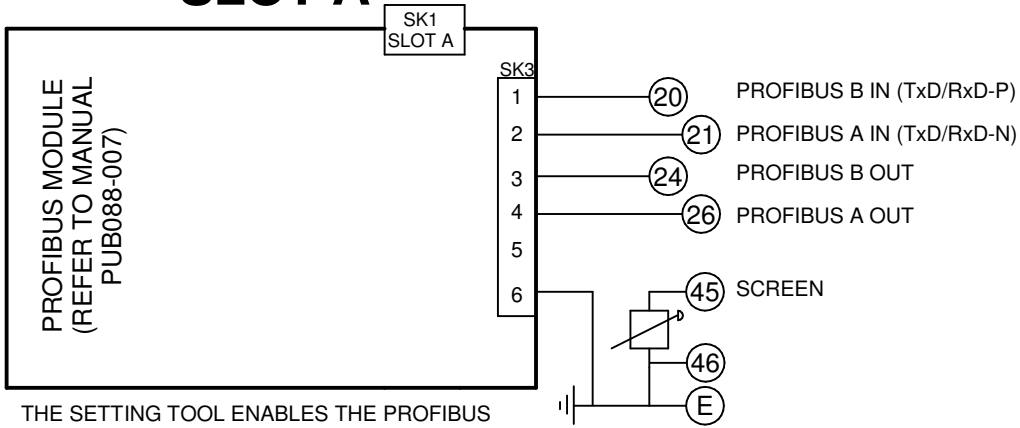 SLOT A
SK1
SLOT A
PROFIBUS MODULE
(REFER TO MANUAL
PUB088-007)
SK3
1
2
3
4
5
6
20 PROFIBUS B IN (TxD/RxD-P)
21 PROFIBUS A IN (TxD/RxD-N)
24 PROFIBUS B OUT
26 PROFIBUS A OUT
45 SCREEN
46
E
THE SETTING TOOL ENABLES THE PROFIBUS